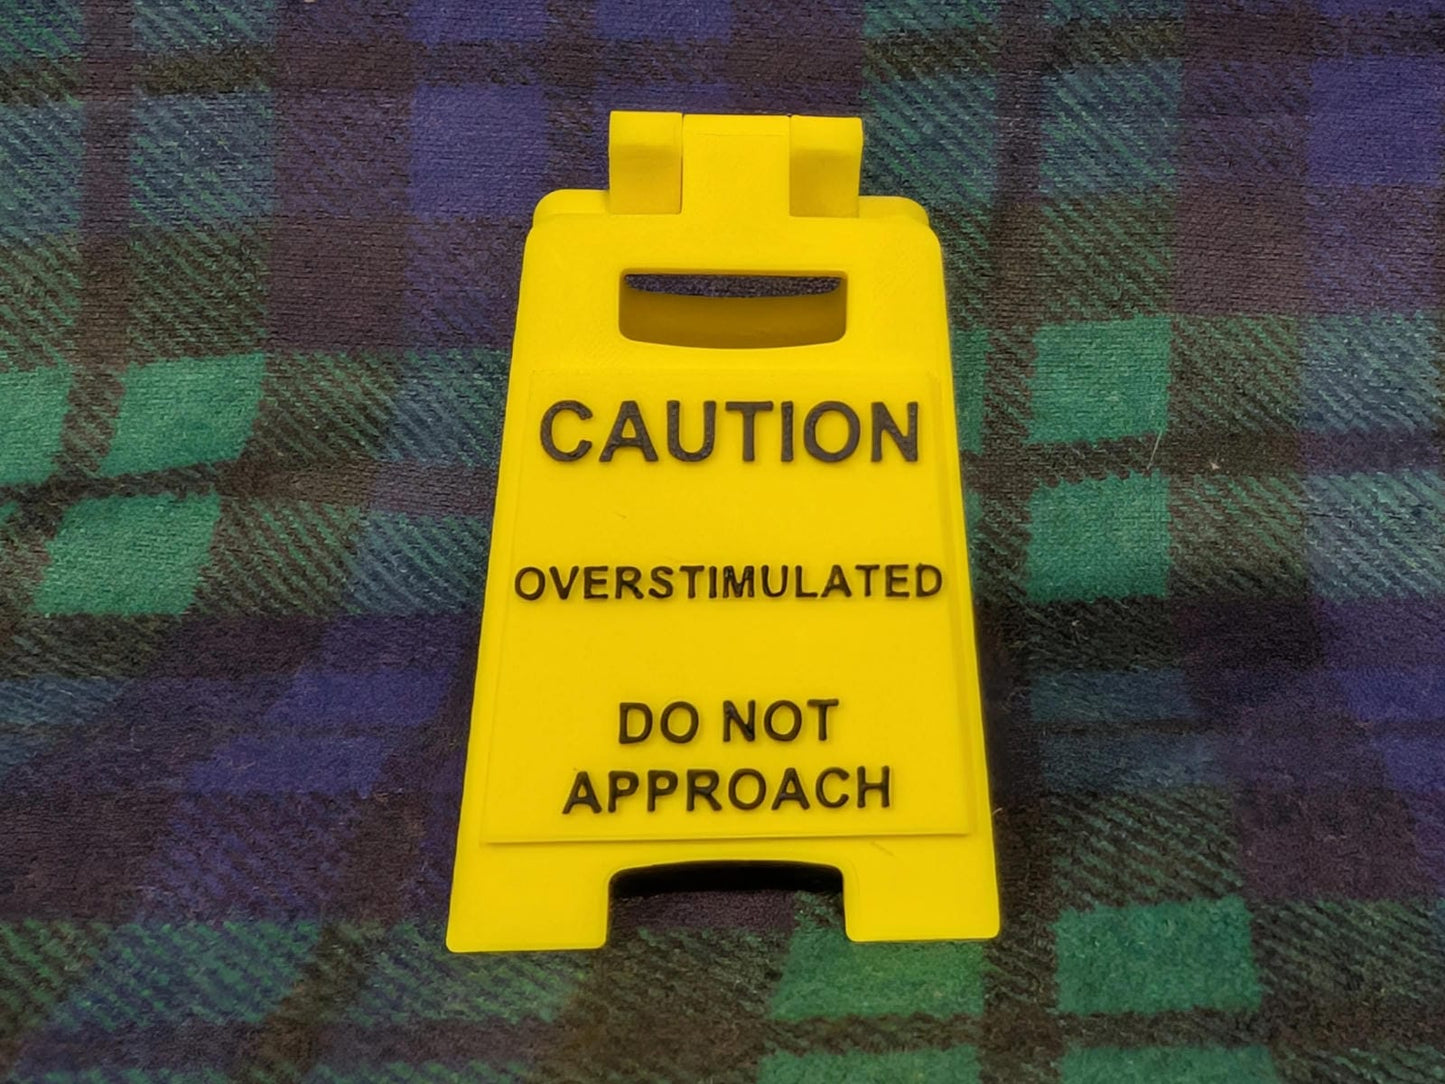 CAUTION
OVERSTIMULATED
DO NOT
APPROACH